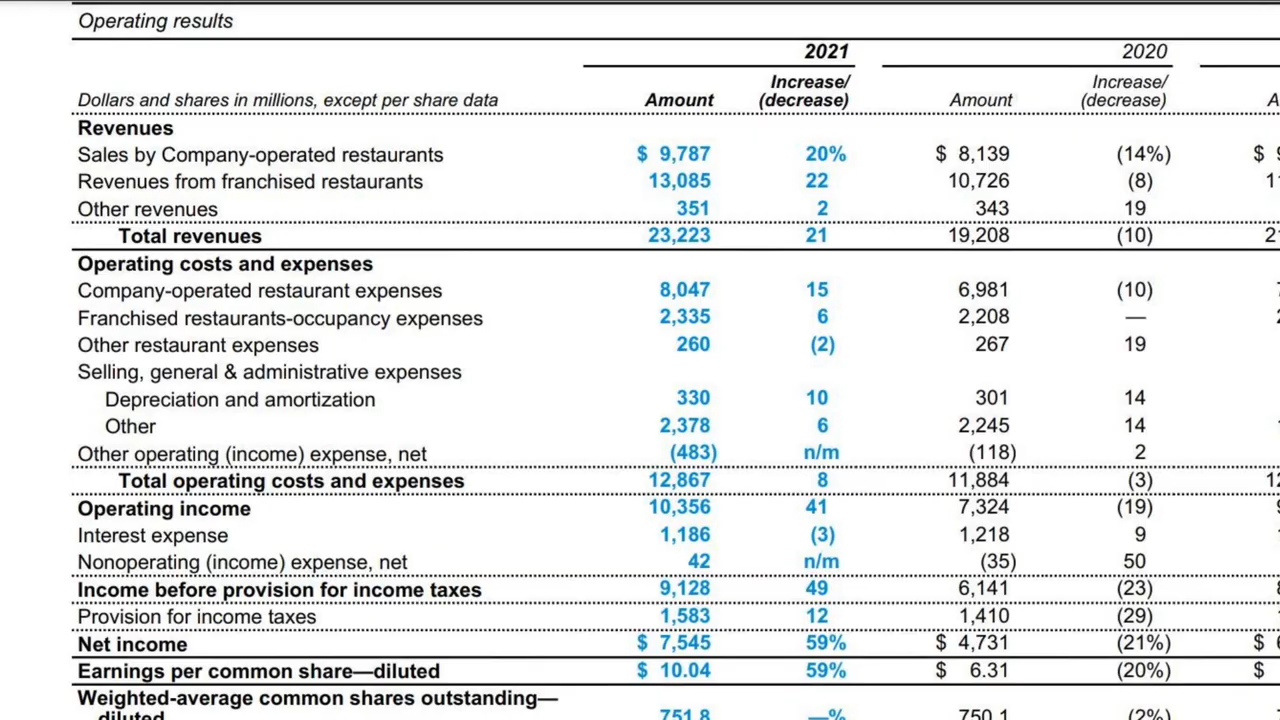 Operating results
2021 2020
Increase/ Increase/
Dollars and shares in millions, except per share data Amount (decrease) Amount (decrease) A
Revenues
Sales by Company-operated restaurants $ 9,787 20% $ 8,139 (14%) $
Revenues from franchised restaurants 13,085 22 10,726 (8)
Other revenues 351 2 343 19
Total revenues 23,223 21 19,208 (10)
Operating costs and expenses
Company-operated restaurant expenses 8,047 15 6,981 (10)
Franchised restaurants-occupancy expenses 2,335 6 2,208 —
Other restaurant expenses 260 (2) 267 19
Selling, general & administrative expenses
Depreciation and amortization 330 10 301 14
Other 2,378 6 2,245 14
Other operating (income) expense, net (483) n/m (118) 2
Total operating costs and expenses 12,867 8 11,884 (3)
Operating income 10,356 41 7,324 (19)
Interest expense 1,186 (3) 1,218 9
Nonoperating (income) expense, net 42 n/m (35) 50
Income before provision for income taxes 9,128 49 6,141 (23)
Provision for income taxes 1,583 12 1,410 (29)
Net income $ 7,545 59% $ 4,731 (21%) $
Earnings per common share—diluted $ 10.04 59% $ 6.31 (20%) $
Weighted-average common shares outstanding—
diluted 751.8 —% 750.1 (2%)